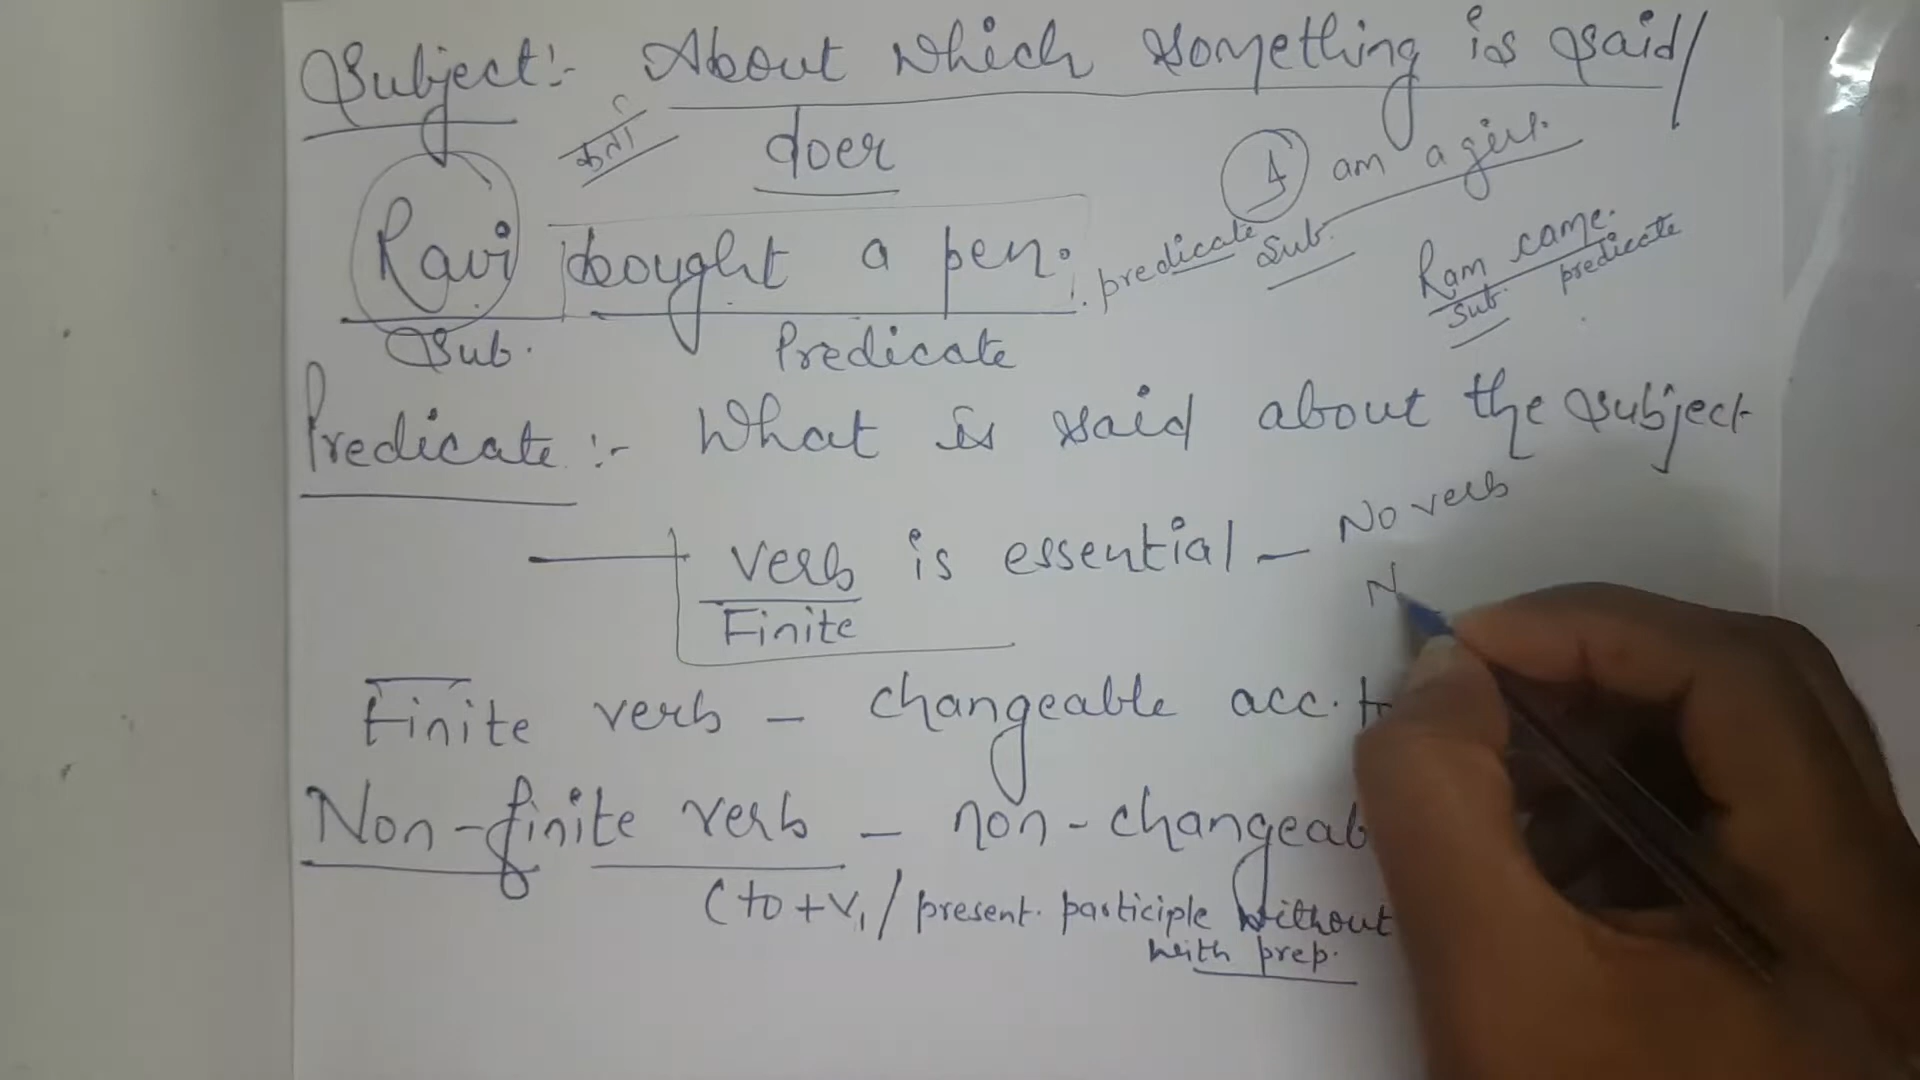 Subject :- About which something is said/
कर्ता doer
I am a girl.
Sub. predicate
Ravi bought a pen.
Sub. Predicate
Ram came.
Sub. predicate
Predicate :- What is said about the subject
verb is essential - No verb
Finite N
Finite verb - changeable acc. t
Non-finite verb - non-changeab
(to + V1 / present. participle without
with prep.